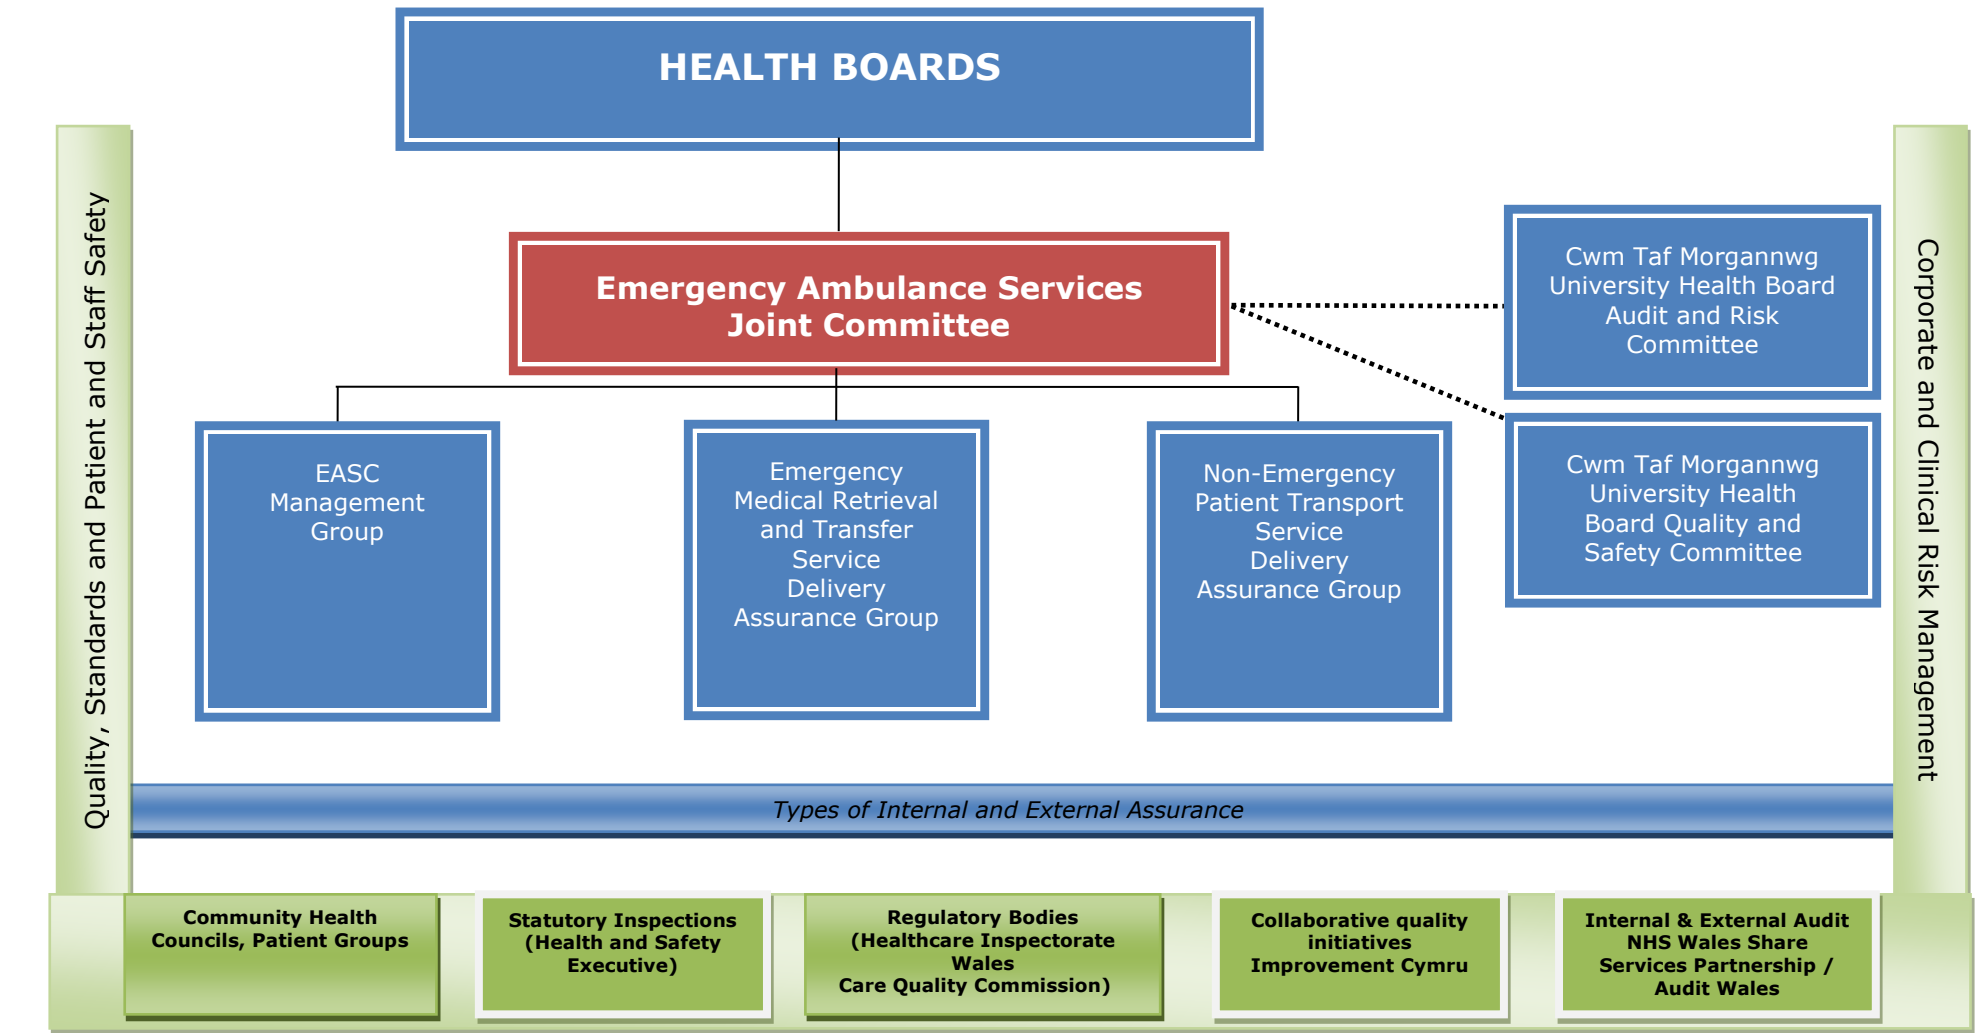 HEALTH BOARDS
Quality, Standards and Patient and Staff Safety
Corporate and Clinical Risk Management
Emergency Ambulance Services
Joint Committee
Cwm Taf Morgannwg
University Health Board
Audit and Risk
Committee
Cwm Taf Morgannwg
University Health
Board Quality and
Safety Committee
EASC
Management
Group
Emergency
Medical Retrieval
and Transfer
Service
Delivery
Assurance Group
Non-Emergency
Patient Transport
Service
Delivery
Assurance Group
Types of Internal and External Assurance
Community Health
Councils, Patient Groups
Statutory Inspections
(Health and Safety
Executive)
Regulatory Bodies
(Healthcare Inspectorate
Wales
Care Quality Commission)
Collaborative quality
initiatives
Improvement Cymru
Internal & External Audit
NHS Wales Share
Services Partnership /
Audit Wales